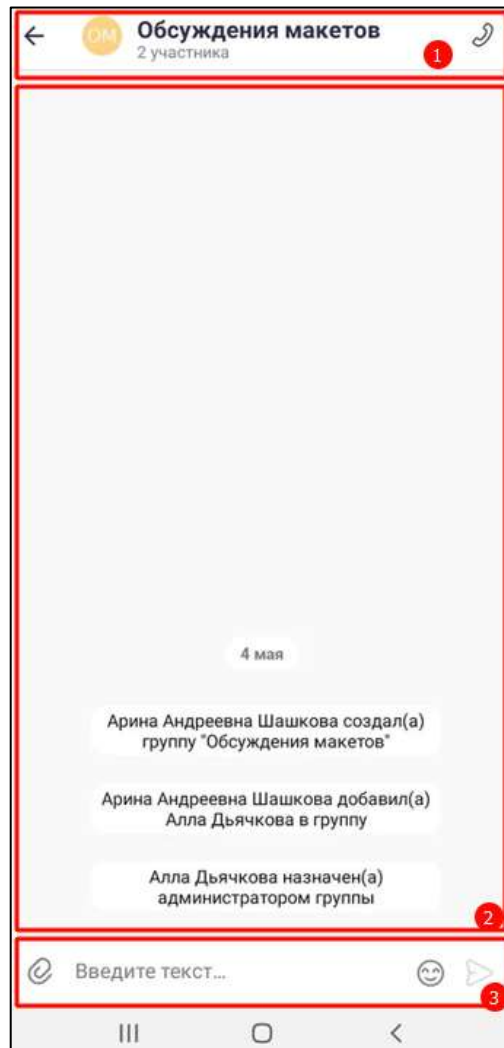 ОМ
Обсуждения макетов
2 участника
1
4 мая
Арина Андреевна Шашкова создал(а)
группу "Обсуждения макетов"
Арина Андреевна Шашкова добавил(а)
Алла Дьячкова в группу
Алла Дьячкова назначен(а)
администратором группы
2
Введите текст...
3